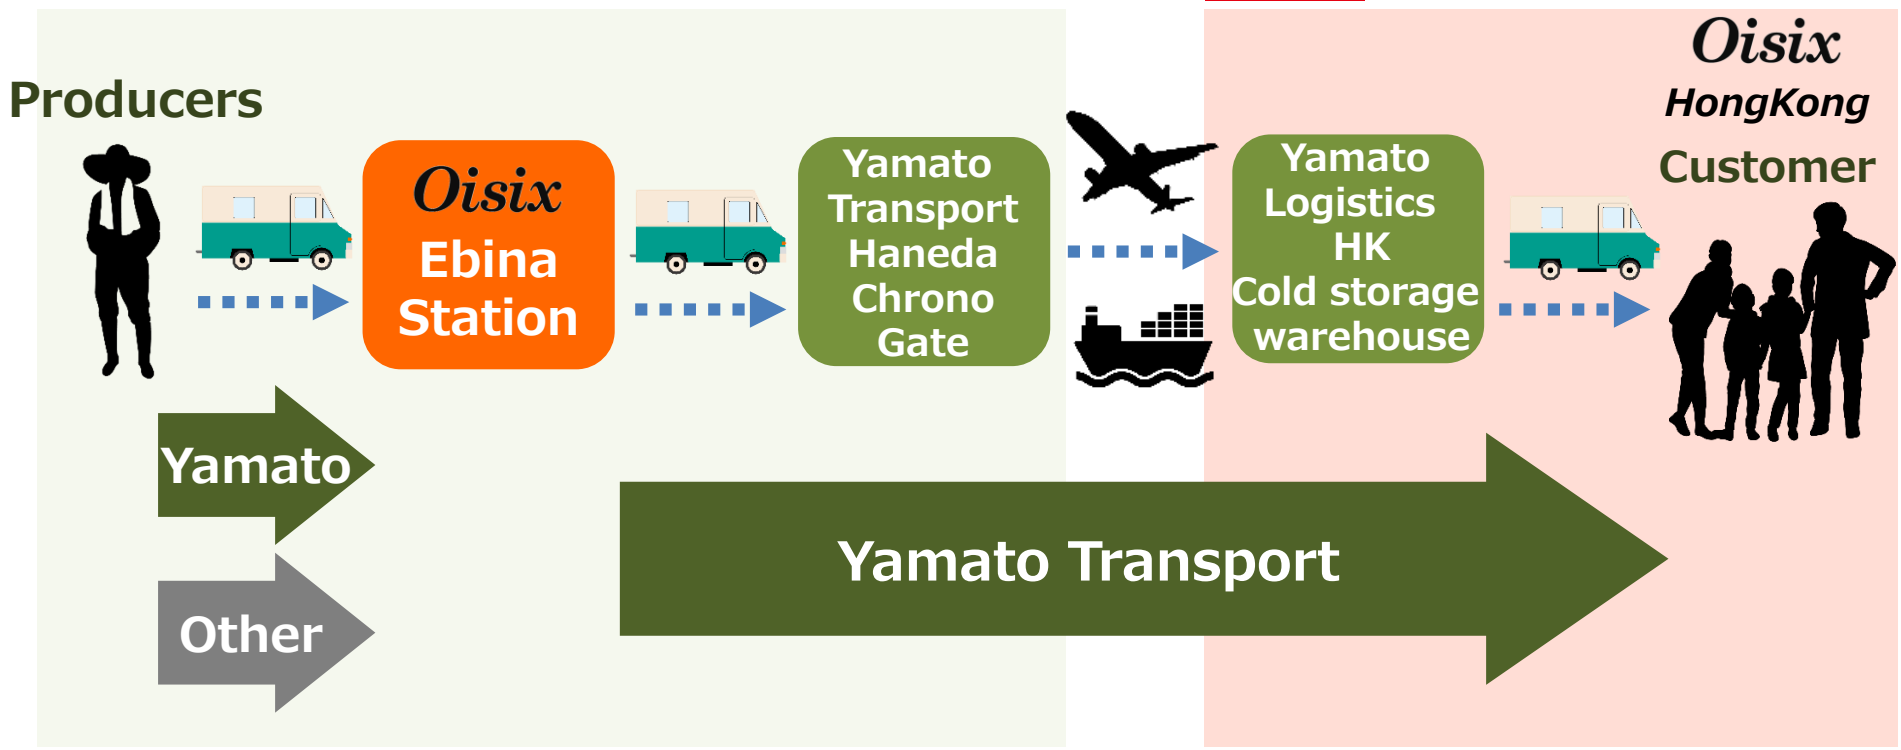 Producers
Oisix
Ebina
Station
Yamato
Transport
Haneda
Chrono
Gate
Yamato
Logistics
HK
Cold storage
warehouse
Oisix
HongKong
Customer
Yamato
Other
Yamato Transport